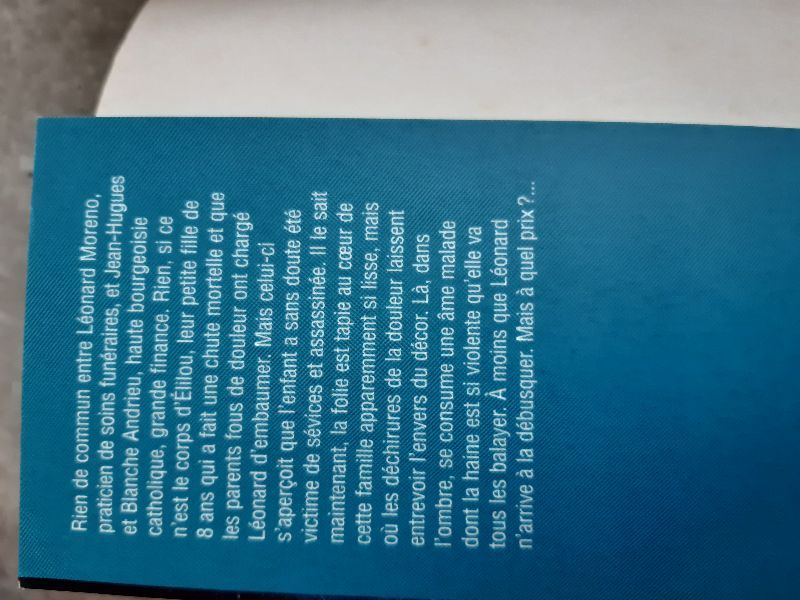 Rien de commun entre Léonard Moreno,
praticien de soins funéraires, et Jean-Hugues
et Blanche Andrieu, haute bourgeoisie
catholique, grande finance. Rien, si ce
n'est le corps d'Élilou, leur petite fille de
8 ans qui a fait une chute mortelle et que
les parents fous de douleur ont chargé
Léonard d'embaumer. Mais celui-ci
s'aperçoit que l'enfant a sans doute été
victime de sévices et assassinée. Il le sait
maintenant, la folie est tapie au cœur de
cette famille apparemment si lisse, mais
où les déchirures de la douleur laissent
entrevoir l'envers du décor. Là, dans
l'ombre, se consume une âme malade
dont la haine est si violente qu'elle va
tous les balayer. À moins que Léonard
n'arrive à la débusquer. Mais à quel prix ?...